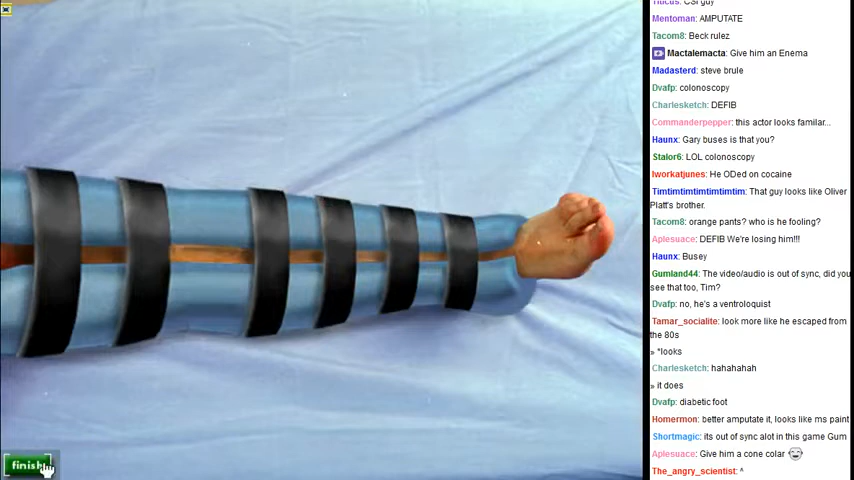 Titicus: CSI guy
Mentoman: AMPUTATE
Tacom8: Beck rulez
Mactalemacta: Give him an Enema
Madasterd: steve brule
Dvafp: colonoscopy
Charlesketch: DEFIB
Commanderpepper: this actor looks familar...
Haunx: Gary buses is that you?
Stalor6: LOL colonoscopy
Iworkatjunes: He ODed on cocaine
Timtimtimtimtimtimtim: That guy looks like Oliver
Platt's brother.
Tacom8: orange pants? who is he fooling?
Aplesuace: DEFIB We're losing him!!!
Haunx: Busey
Gumland44: The video/audio is out of sync, did you
see that too, Tim?
Dvafp: no, he's a ventroloquist
Tamar_socialite: look more like he escaped from
the 80s
» *looks
Charlesketch: hahahahah
» it does
Dvafp: diabetic foot
Homermon: better amputate it, looks like ms paint
Shortmagic: its out of sync alot in this game Gum
Aplesuace: Give him a cone colar
The_angry_scientist: ^
finish